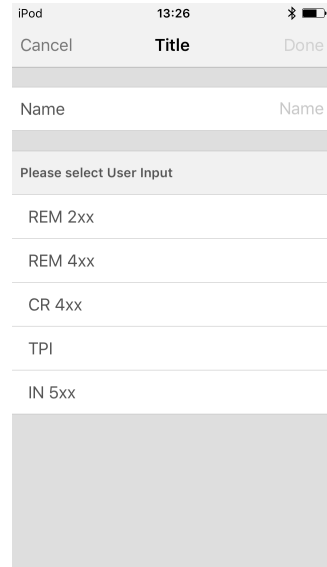 iPod 13:26
Cancel Title Done
Name Name
Please select User Input
REM 2xx
REM 4xx
CR 4xx
TPI
IN 5xx